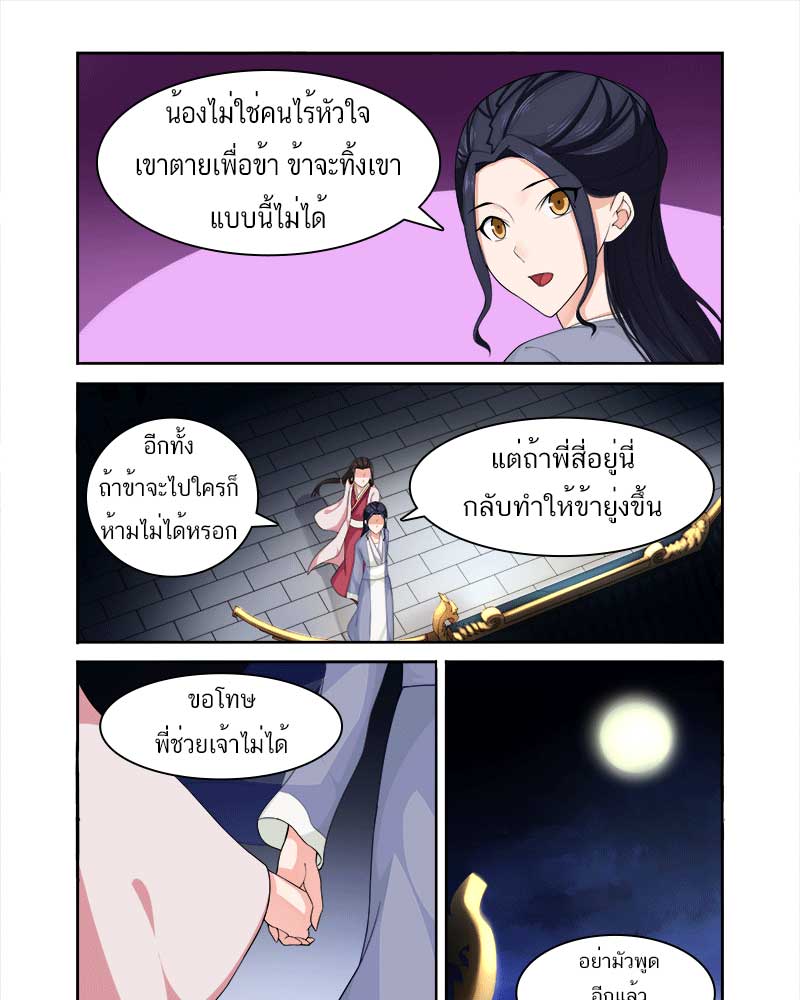 น้องไม่ใช่คนไร้หัวใจ
เขาตายเพื่อข้า ข้าจะทิ้งเขา
แบบนี้ไม่ได้
อีกทั้ง
ถ้าข้าจะไปใครก็
ห้ามไม่ได้หรอก
แต่ถ้าพี่สี่อยู่นี่
กลับทำให้ข้ายุ่งขึ้น
ขอโทษ
พี่ช่วยเจ้าไม่ได้
อย่ามัวพูด
อีกแล้ว